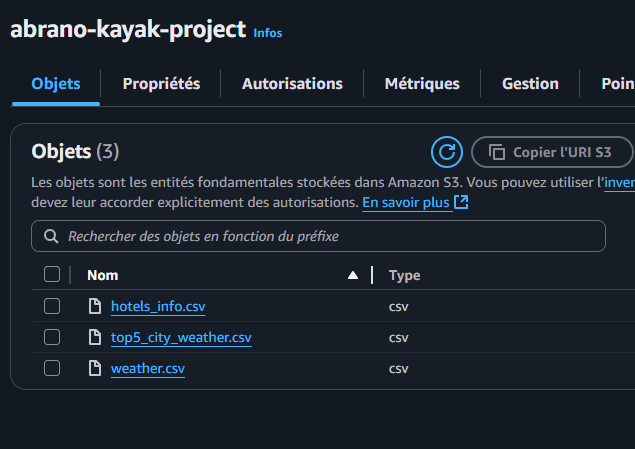 abrano-kayak-project Infos
Objets Propriétés Autorisations Métriques Gestion Poin
Objets (3)
Copier l'URI S3
Les objets sont les entités fondamentales stockées dans Amazon S3. Vous pouvez utiliser l'inver
devez leur accorder explicitement des autorisations. En savoir plus
Rechercher des objets en fonction du préfixe
Nom Type
hotels_info.csv csv
top5_city_weather.csv csv
weather.csv csv